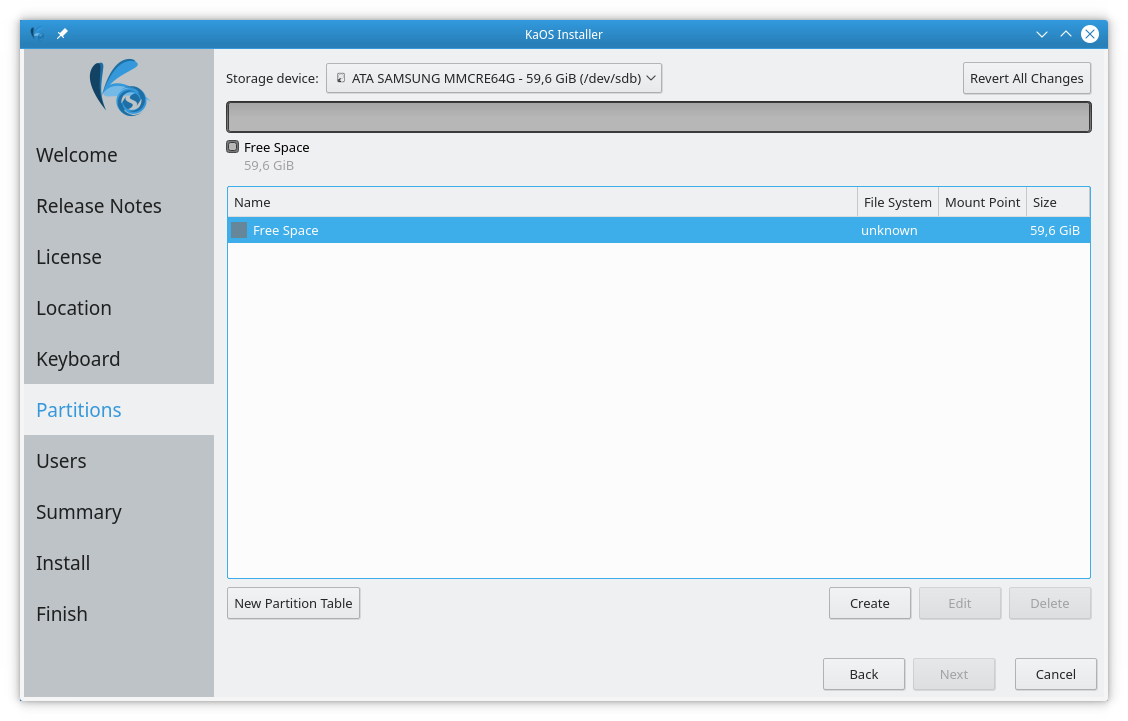 KaOS Installer
Welcome
Release Notes
License
Location
Keyboard
Partitions
Users
Summary
Install
Finish
Storage device: ATA SAMSUNG MMCRE64G - 59,6 GiB (/dev/sdb) Revert All Changes
Free Space
59,6 GiB
Name File System Mount Point Size
Free Space unknown 59,6 GiB
New Partition Table Create Edit Delete
Back Next Cancel